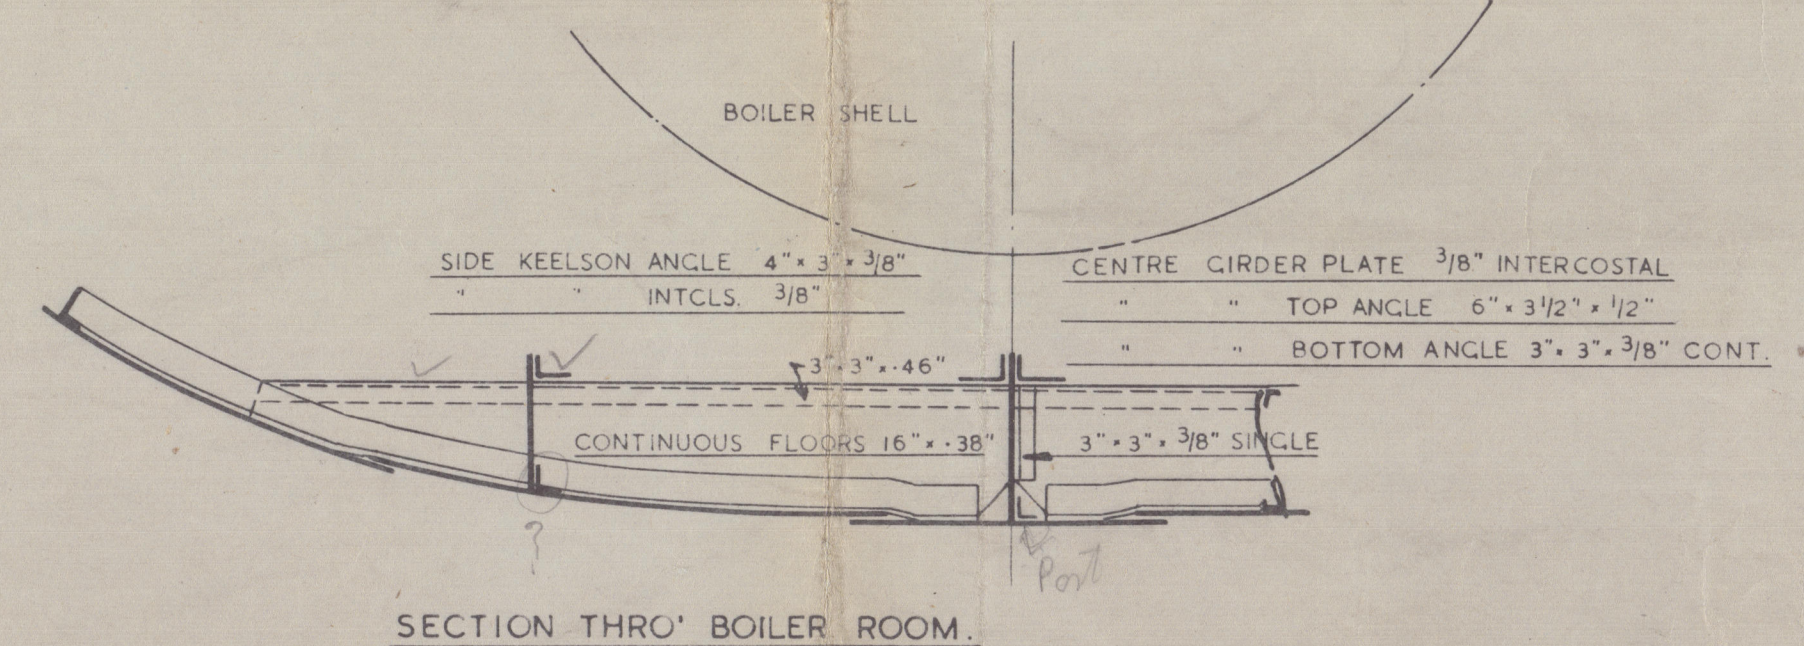 BOILER SHELL
SIDE KEELSON ANGLE 4" × 3" × 3/8"
" " INTCLS. 3/8"
CENTRE GIRDER PLATE 3/8" INTERCOSTAL
" " TOP ANGLE 6" × 3 1/2" × 1/2"
" " BOTTOM ANGLE 3" × 3" × 3/8" CONT.
3" × 3" × .46"
CONTINUOUS FLOORS 16" × .38"
3" × 3" × 3/8" SINGLE
?
Port
SECTION THRO' BOILER ROOM.